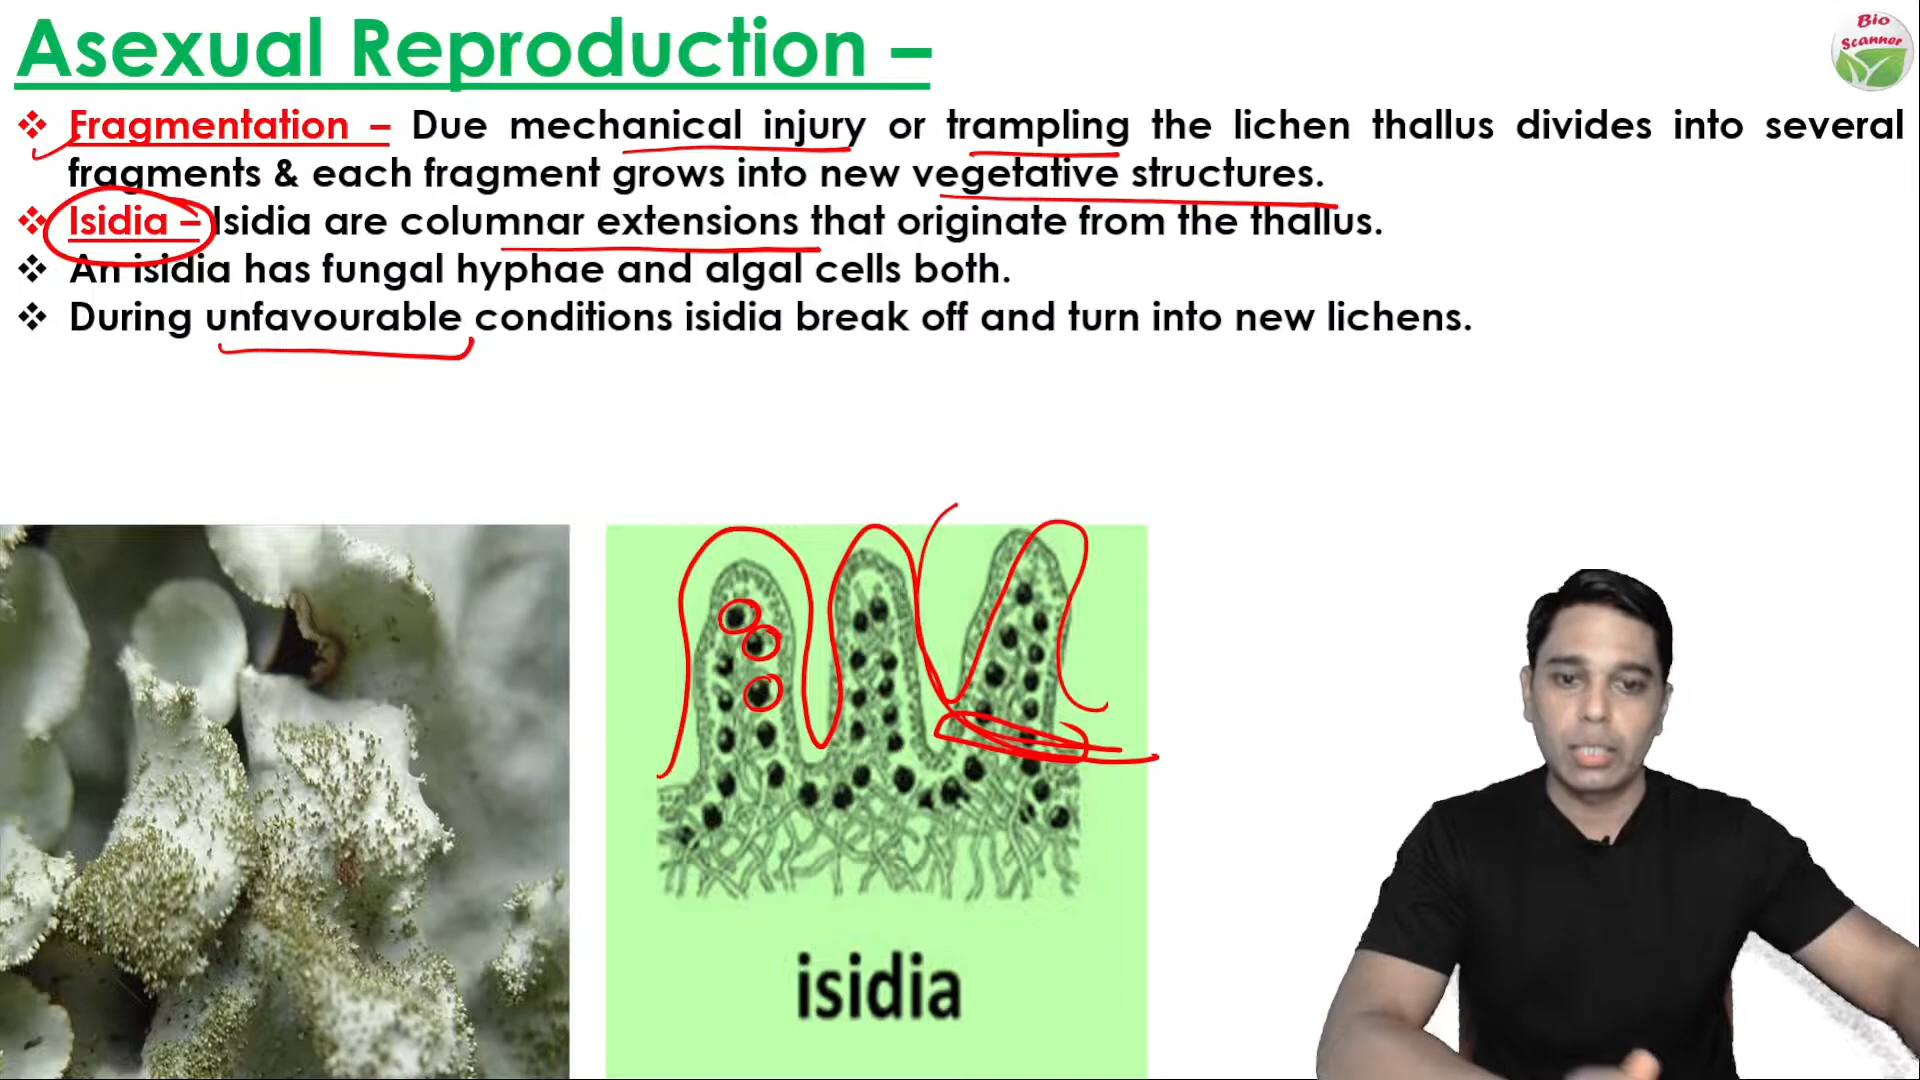 Asexual Reproduction –
Bio
Scanner
❖ Fragmentation – Due mechanical injury or trampling the lichen thallus divides into several
fragments & each fragment grows into new vegetative structures.
❖ Isidia – Isidia are columnar extensions that originate from the thallus.
❖ An isidia has fungal hyphae and algal cells both.
❖ During unfavourable conditions isidia break off and turn into new lichens.
isidia